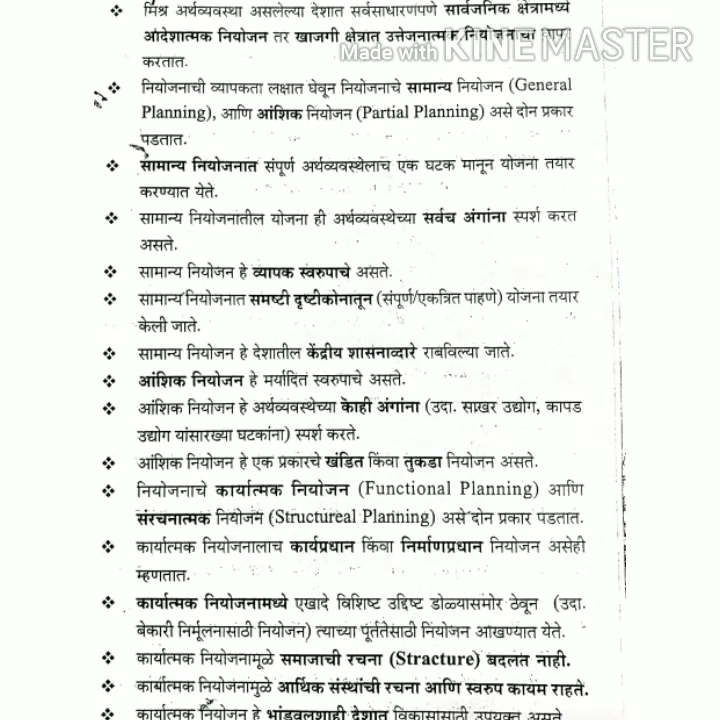 ❖ मिश्र अर्थव्यवस्था असलेल्या देशात सर्वसाधारणपणे सार्वजनिक क्षेत्रामध्ये
आदेशात्मक नियोजन तर खाजगी क्षेत्रात उत्तेजनात्मक नियोजनाचा वापर
Made with KINEMASTER
करतात.
❖ नियोजनाची व्यापकता लक्षात घेवून नियोजनाचे सामान्य नियोजन (General
Planning), आणि आंशिक नियोजन (Partial Planning) असे दोन प्रकार
पडतात.
❖ सामान्य नियोजनात संपूर्ण अर्थव्यवस्थेलाच एक घटक मानून योजना तयार
करण्यात येते.
❖ सामान्य नियोजनातील योजना ही अर्थव्यवस्थेच्या सर्वच अंगांना स्पर्श करत
असते.
❖ सामान्य नियोजन हे व्यापक स्वरुपाचे असते.
❖ सामान्य नियोजनात समष्टी दृष्टीकोनातून (संपूर्ण/एकत्रित पाहणे) योजना तयार
केली जाते.
❖ सामान्य नियोजन हे देशातील केंद्रीय शासनाव्दारे राबविल्या जाते.
❖ आंशिक नियोजन हे मर्यादित स्वरुपाचे असते.
❖ आंशिक नियोजन हे अर्थव्यवस्थेच्या काही अंगांना (उदा. साखर उद्योग, कापड
उद्योग यांसारख्या घटकांना) स्पर्श करते.
❖ आंशिक नियोजन हे एक प्रकारचे खंडित किंवा तुकडा नियोजन असते.
❖ नियोजनाचे कार्यात्मक नियोजन (Functional Planning) आणि
संरचनात्मक नियोजन (Structureal Planning) असे दोन प्रकार पडतात.
❖ कार्यात्मक नियोजनालाच कार्यप्रधान किंवा निर्माणप्रधान नियोजन असेही
म्हणतात.
❖ कार्यात्मक नियोजनामध्ये एखादे विशिष्ट उद्दिष्ट डोळ्यासमोर ठेवून (उदा.
बेकारी निर्मूलनासाठी नियोजन) त्याच्या पूर्ततेसाठी नियोजन आखण्यात येते.
❖ कार्यात्मक नियोजनामूळे समाजाची रचना (Stracture) बदलत नाही.
❖ कार्यात्मक नियोजनामुळे आर्थिक संस्थांची रचना आणि स्वरुप कायम राहते.
❖ कार्यात्मक नियोजन हे भांडवलशाही देशात विकासासाठी उपयुक्त असते